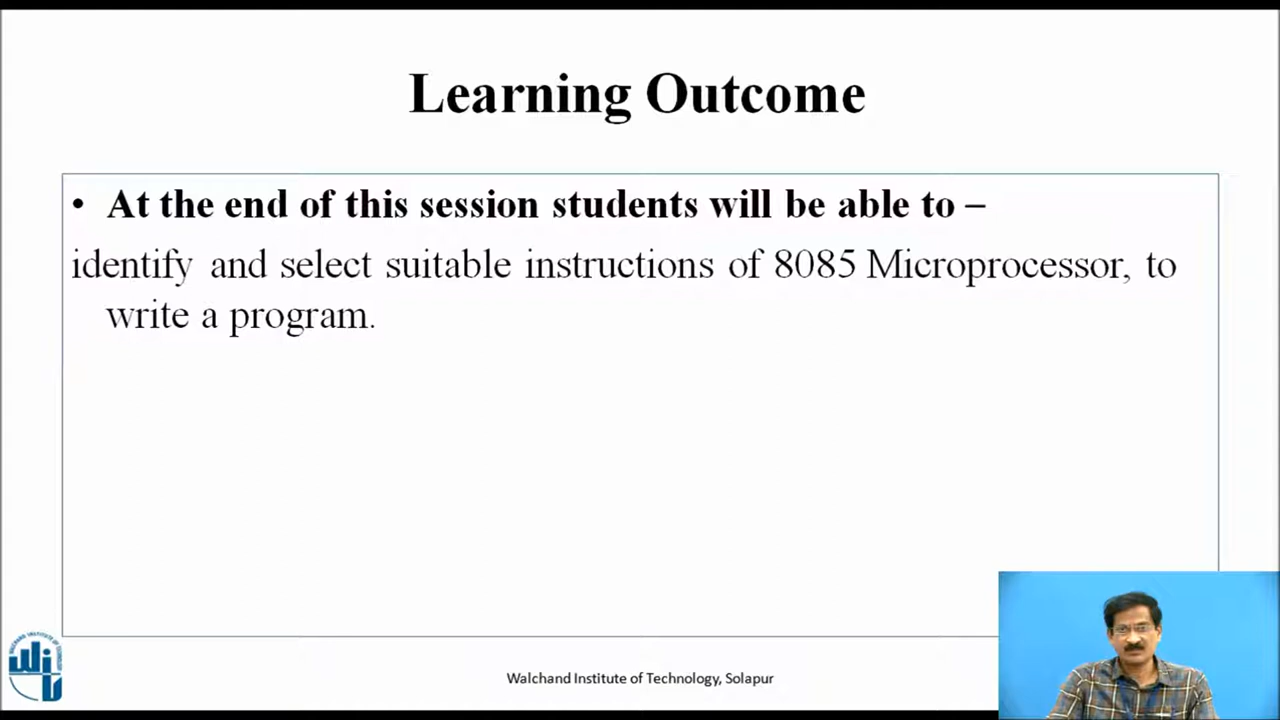 Learning Outcome
• At the end of this session students will be able to –
identify and select suitable instructions of 8085 Microprocessor, to
write a program.
Walchand Institute of Technology, Solapur